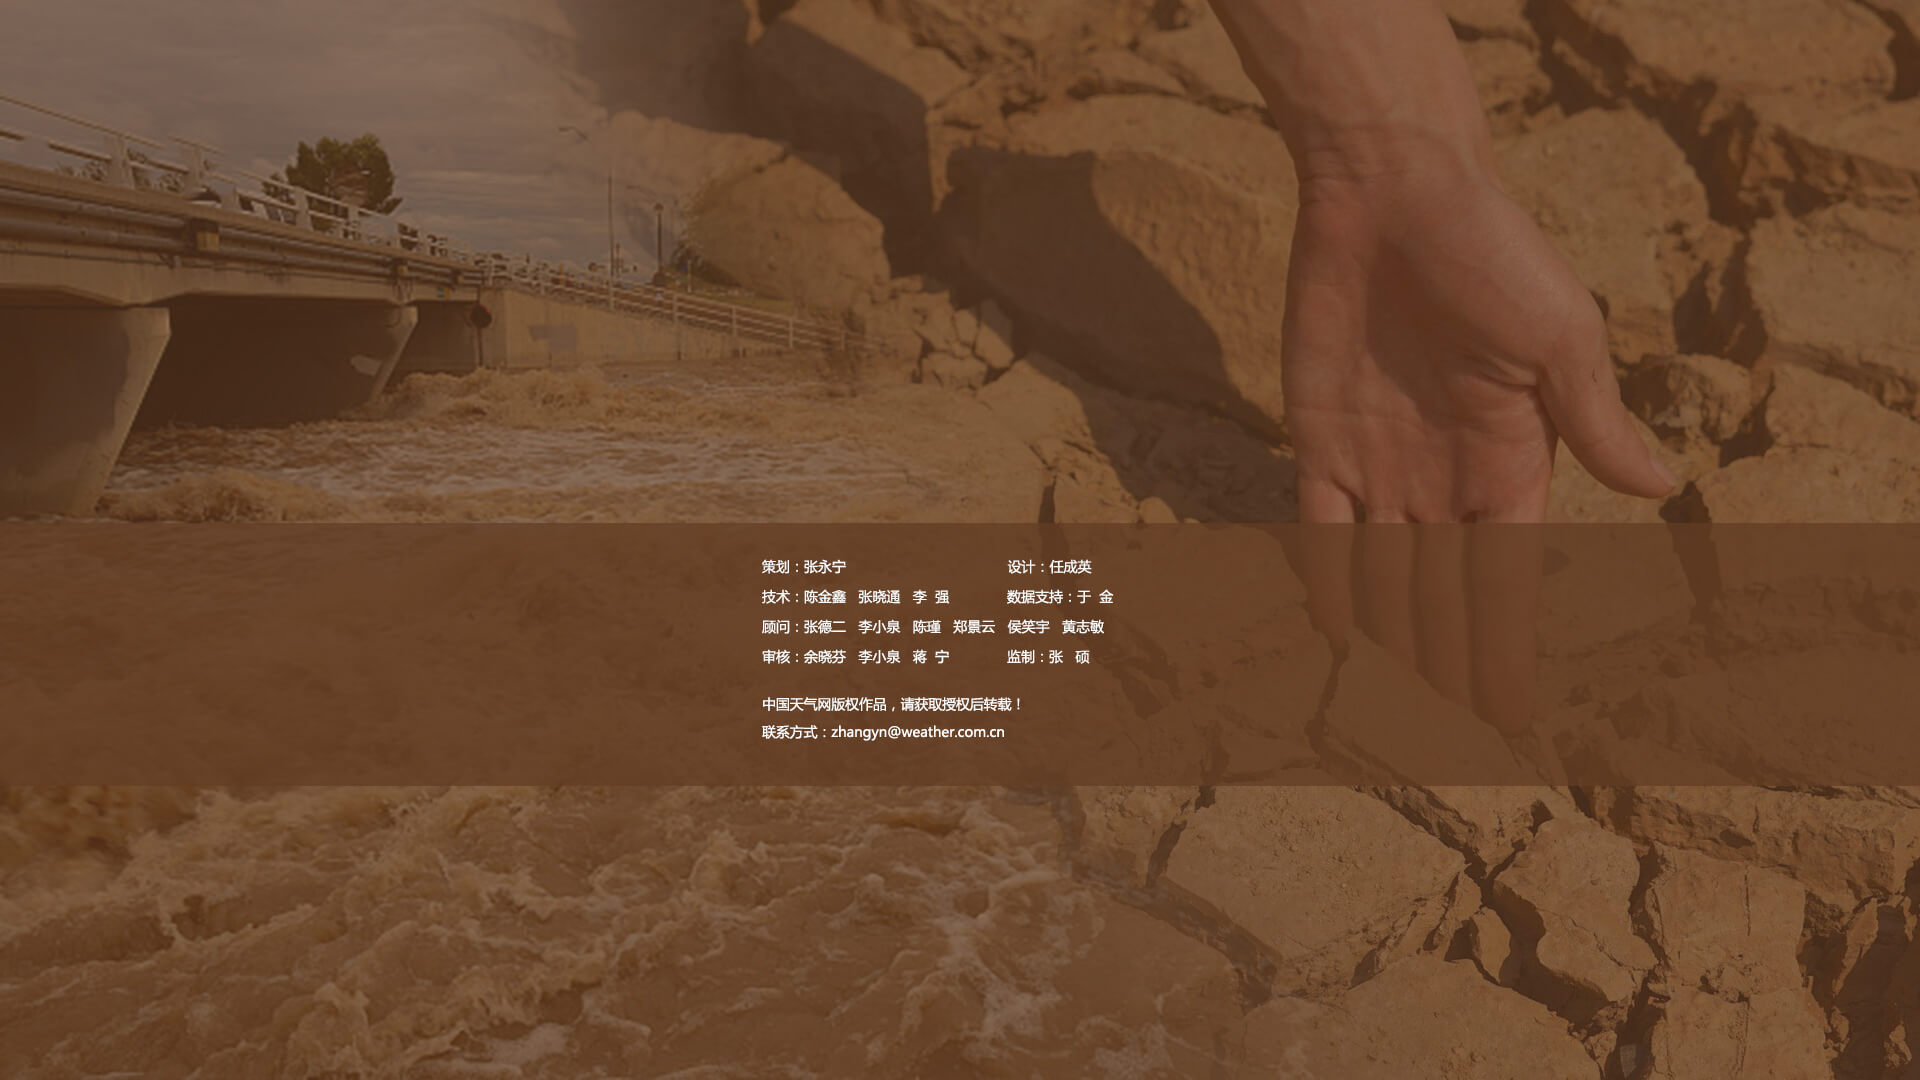 策划：张永宁 设计：任成英
技术：陈金鑫 张晓通 李 强 数据支持：于 金
顾问：张德二 李小泉 陈瑾 郑景云 侯笑宇 黄志敏
审核：余晓芬 李小泉 蒋 宁 监制：张 硕
中国天气网版权作品，请获取授权后转载！
联系方式：zhangyn@weather.com.cn